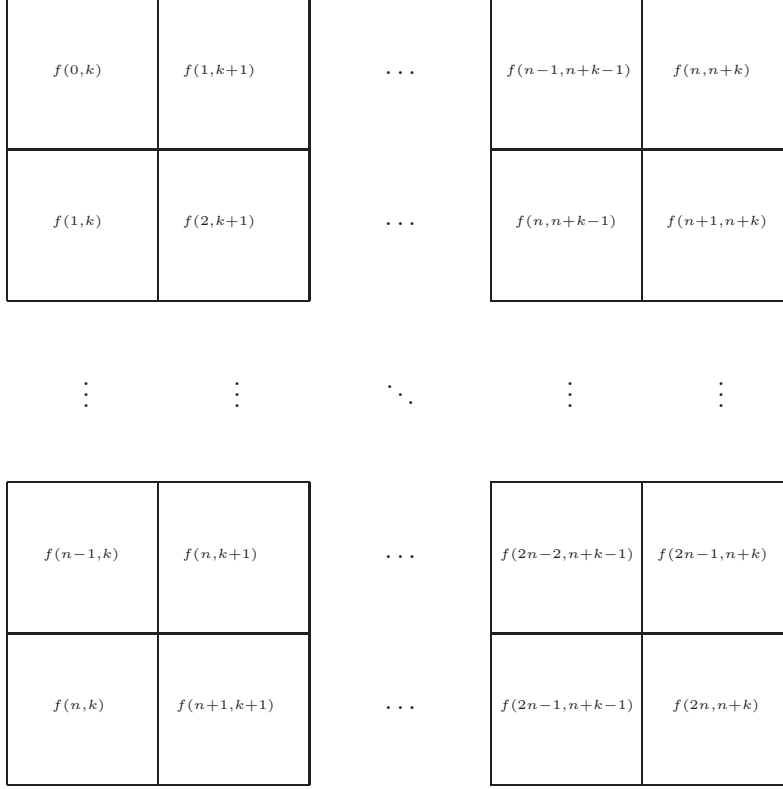 f(0,k) f(1,k+1) ... f(n−1,n+k−1) f(n,n+k)
f(1,k) f(2,k+1) ... f(n,n+k−1) f(n+1,n+k)
⋮ ⋮ ⋱ ⋮ ⋮
f(n−1,k) f(n,k+1) ... f(2n−2,n+k−1) f(2n−1,n+k)
f(n,k) f(n+1,k+1) ... f(2n−1,n+k−1) f(2n,n+k)